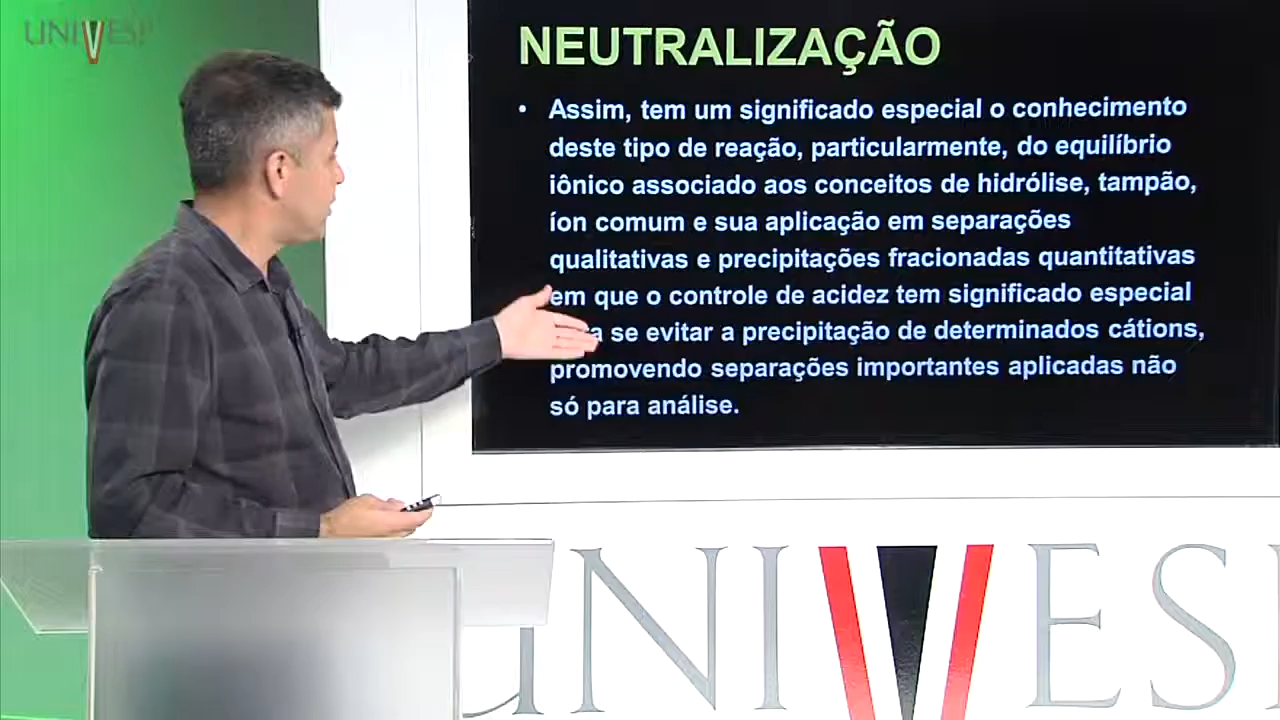 UNIVESP
NEUTRALIZAÇÃO
• Assim, tem um significado especial o conhecimento
deste tipo de reação, particularmente, do equilíbrio
iônico associado aos conceitos de hidrólise, tampão,
íon comum e sua aplicação em separações
qualitativas e precipitações fracionadas quantitativas
em que o controle de acidez tem significado especial
se evitar a precipitação de determinados cátions,
promovendo separações importantes aplicadas não
só para análise.
UNIVESP